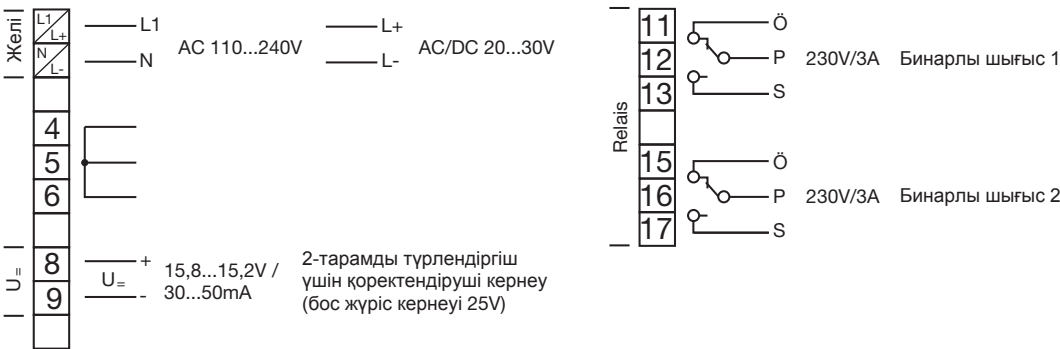 Желі
L1/L+
L1
L+
AC 110...240V
AC/DC 20...30V
N/L-
N
L-
4
5
6
U=
8
9
U=
+
-
15,8...15,2V /
30...50mA
2-тарамды түрлендіргіш
үшін қоректендіруші кернеу
(бос жүріс кернеуі 25V)
Relais
11
Ö
12
P
230V/3A
Бинарлы шығыс 1
13
S
15
Ö
16
P
230V/3A
Бинарлы шығыс 2
17
S